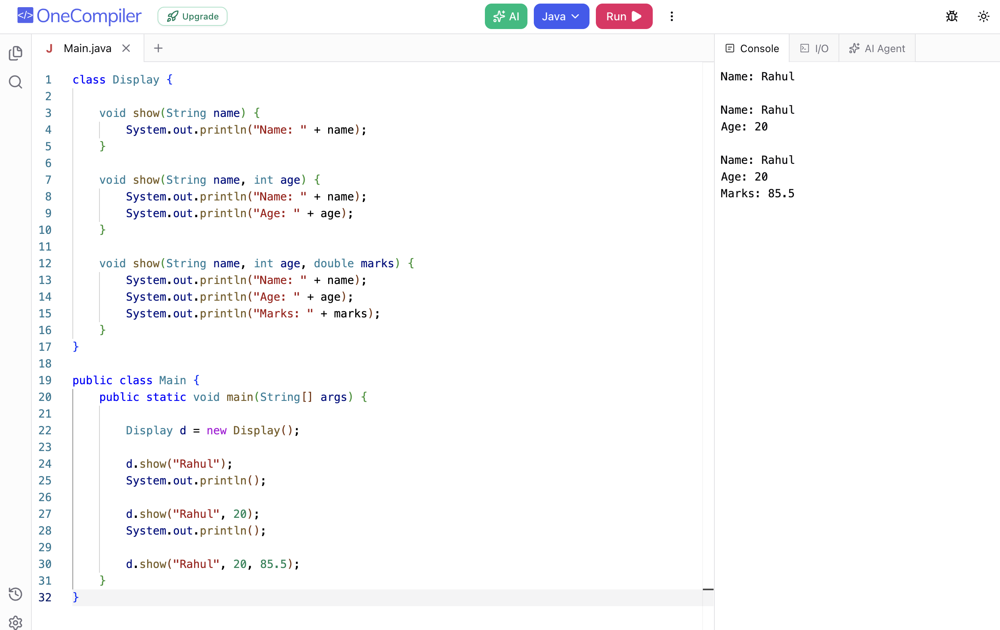 </> OneCompiler Upgrade AI Java Run
J Main.java
Console I/O AI Agent
1 class Display {
2
3     void show(String name) {
4         System.out.println("Name: " + name);
5     }
6
7     void show(String name, int age) {
8         System.out.println("Name: " + name);
9         System.out.println("Age: " + age);
10     }
11
12     void show(String name, int age, double marks) {
13         System.out.println("Name: " + name);
14         System.out.println("Age: " + age);
15         System.out.println("Marks: " + marks);
16     }
17 }
18
19 public class Main {
20     public static void main(String[] args) {
21
22         Display d = new Display();
23
24         d.show("Rahul");
25         System.out.println();
26
27         d.show("Rahul", 20);
28         System.out.println();
29
30         d.show("Rahul", 20, 85.5);
31     }
32 }
Name: Rahul
Name: Rahul
Age: 20
Name: Rahul
Age: 20
Marks: 85.5